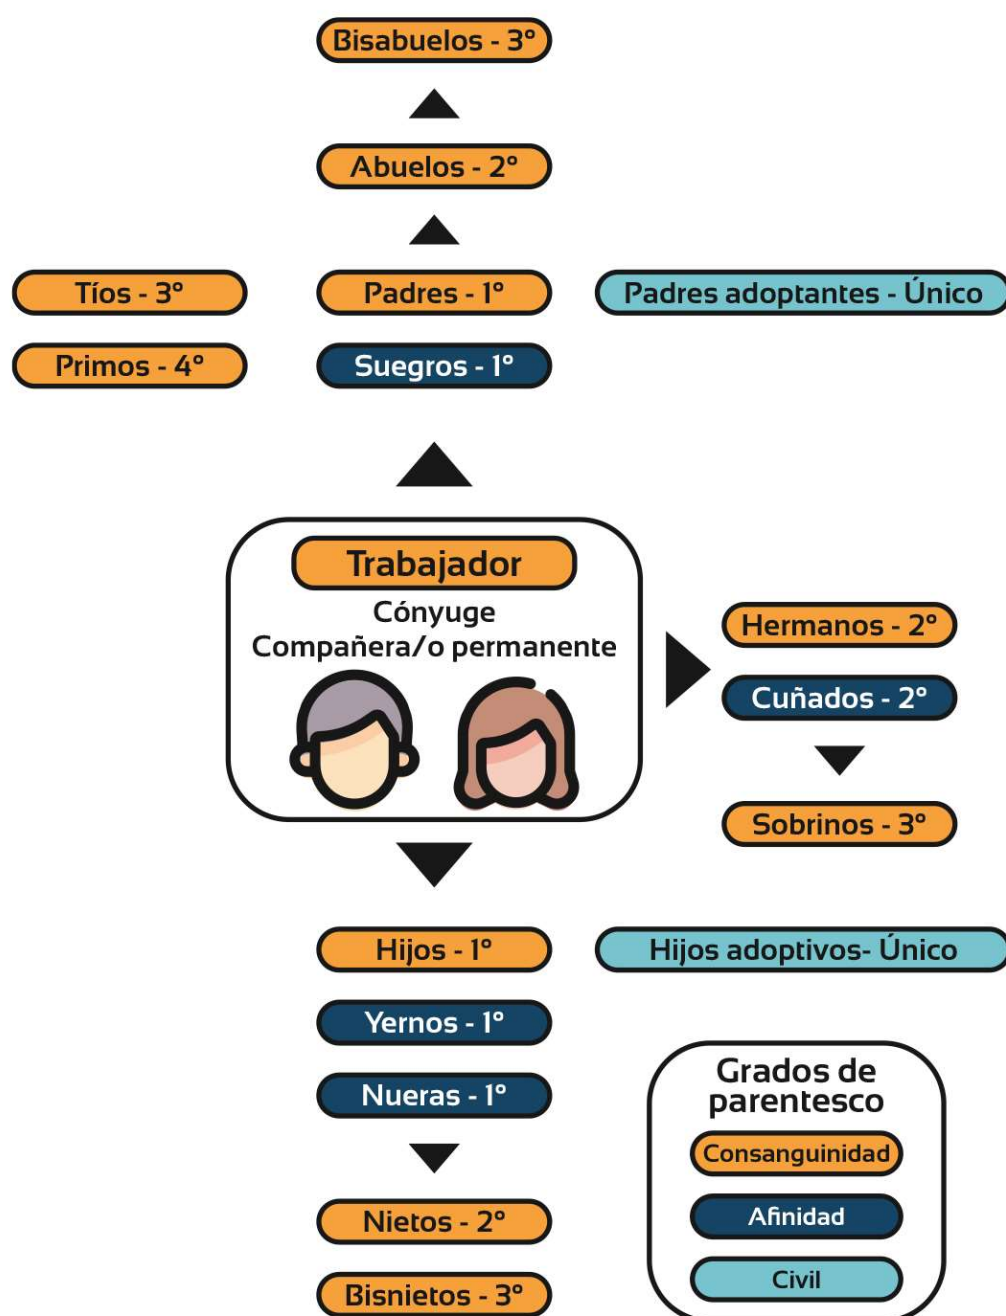 Bisabuelos - 3°
Abuelos - 2°
Tíos - 3°
Padres - 1°
Padres adoptantes - Único
Primos - 4°
Suegros - 1°
Trabajador
Cónyuge
Compañera/o permanente
Hermanos - 2°
Cuñados - 2°
Sobrinos - 3°
Hijos - 1°
Hijos adoptivos- Único
Yernos - 1°
Nueras - 1°
Nietos - 2°
Bisnietos - 3°
Grados de
parentesco
Consanguinidad
Afinidad
Civil